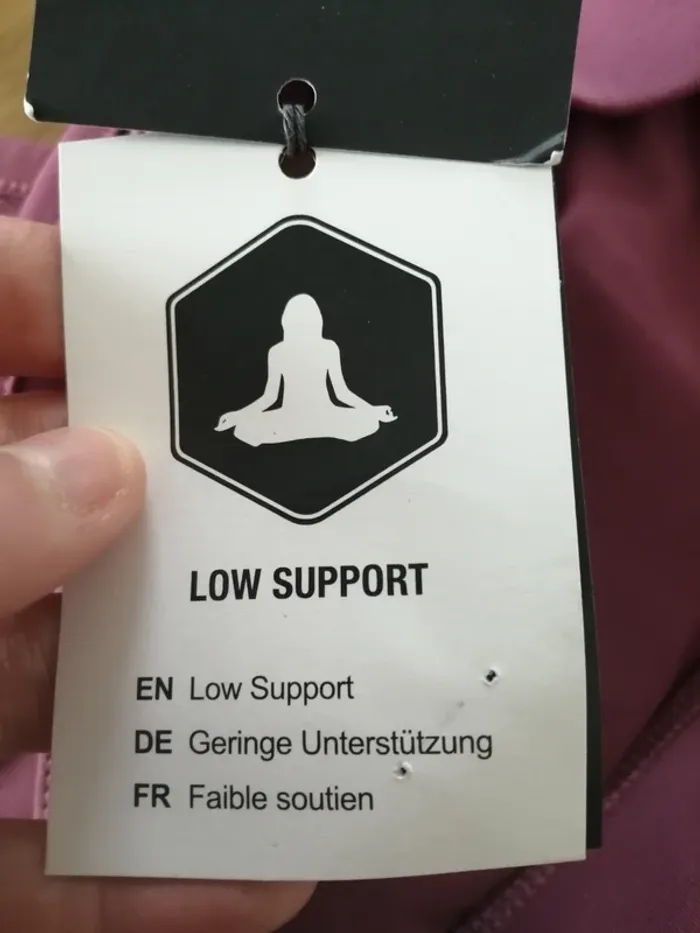 LOW SUPPORT
EN Low Support
DE Geringe Unterstützung
FR Faible soutien